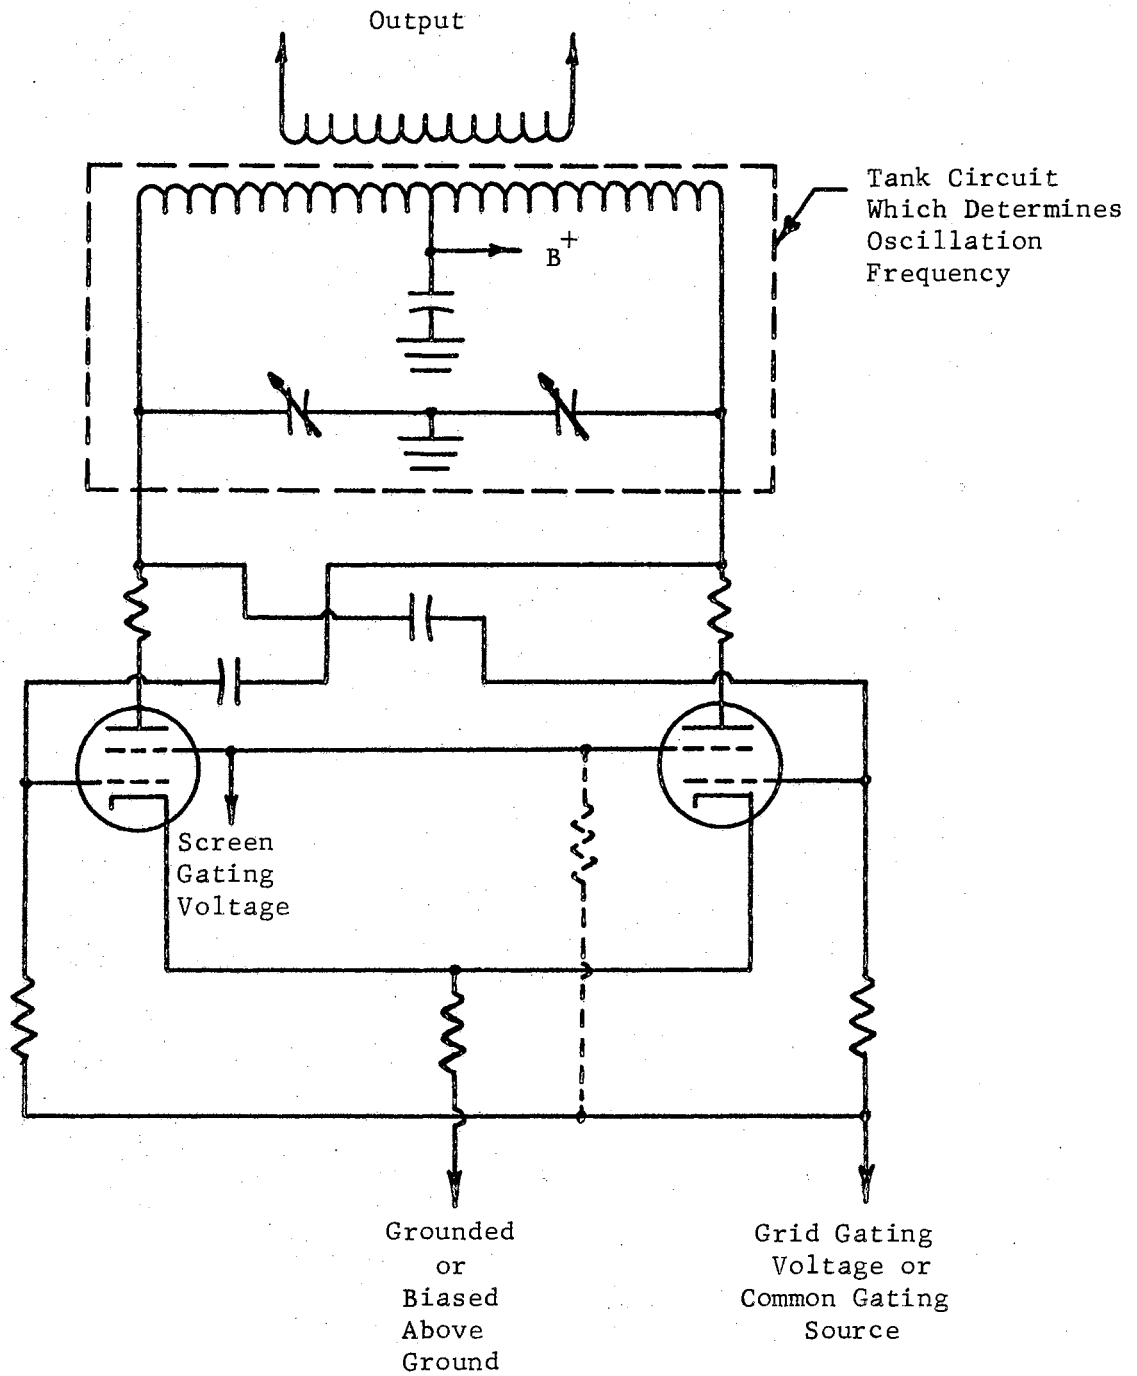 Output
Tank Circuit
Which Determines
Oscillation
Frequency
B+
Screen
Gating
Voltage
Grounded
or
Biased
Above
Ground
Grid Gating
Voltage or
Common Gating
Source